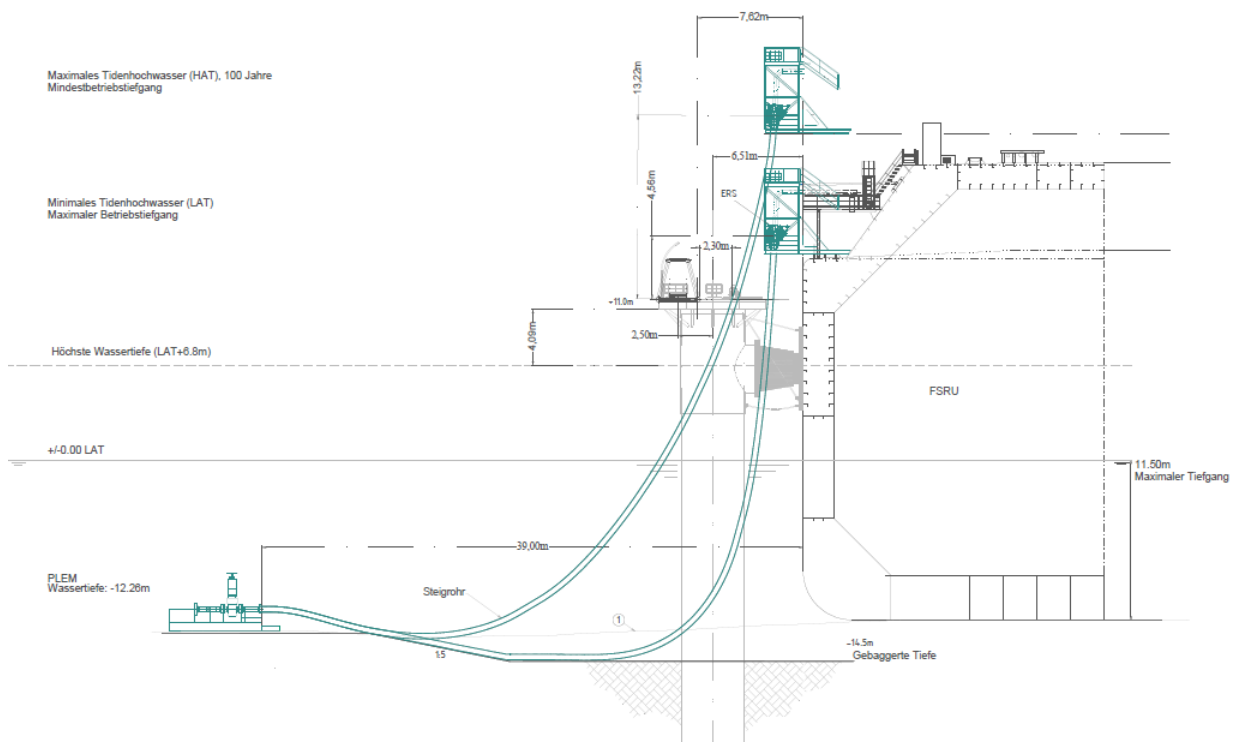 7,62m
Maximales Tidenhochwasser (HAT), 100 Jahre
Mindestbetriebstiefgang
13,22m
6,51m
4,56m
ERS
Minimales Tidenhochwasser (LAT)
Maximaler Betriebstiefgang
2,30m
+11.0m
4,09m
2,50m
Höchste Wassertiefe (LAT+6.8m)
FSRU
+/-0.00 LAT
11.50m
Maximaler Tiefgang
39,00m
PLEM
Wassertiefe: -12.26m
Steigrohr
1
1:5
-14.5m
Gebaggerte Tiefe